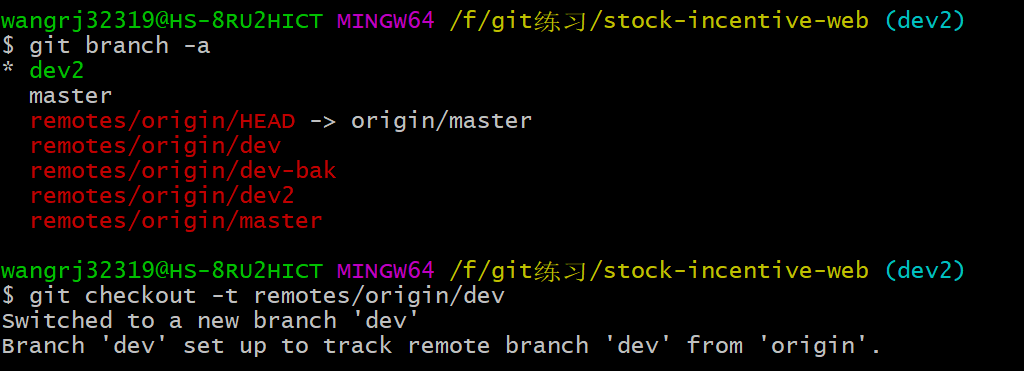 wangrj32319@HS-8RU2HICT MINGW64 /f/git练习/stock-incentive-web (dev2)
$ git branch -a
* dev2
  master
  remotes/origin/HEAD -> origin/master
  remotes/origin/dev
  remotes/origin/dev-bak
  remotes/origin/dev2
  remotes/origin/master

wangrj32319@HS-8RU2HICT MINGW64 /f/git练习/stock-incentive-web (dev2)
$ git checkout -t remotes/origin/dev
Switched to a new branch 'dev'
Branch 'dev' set up to track remote branch 'dev' from 'origin'.